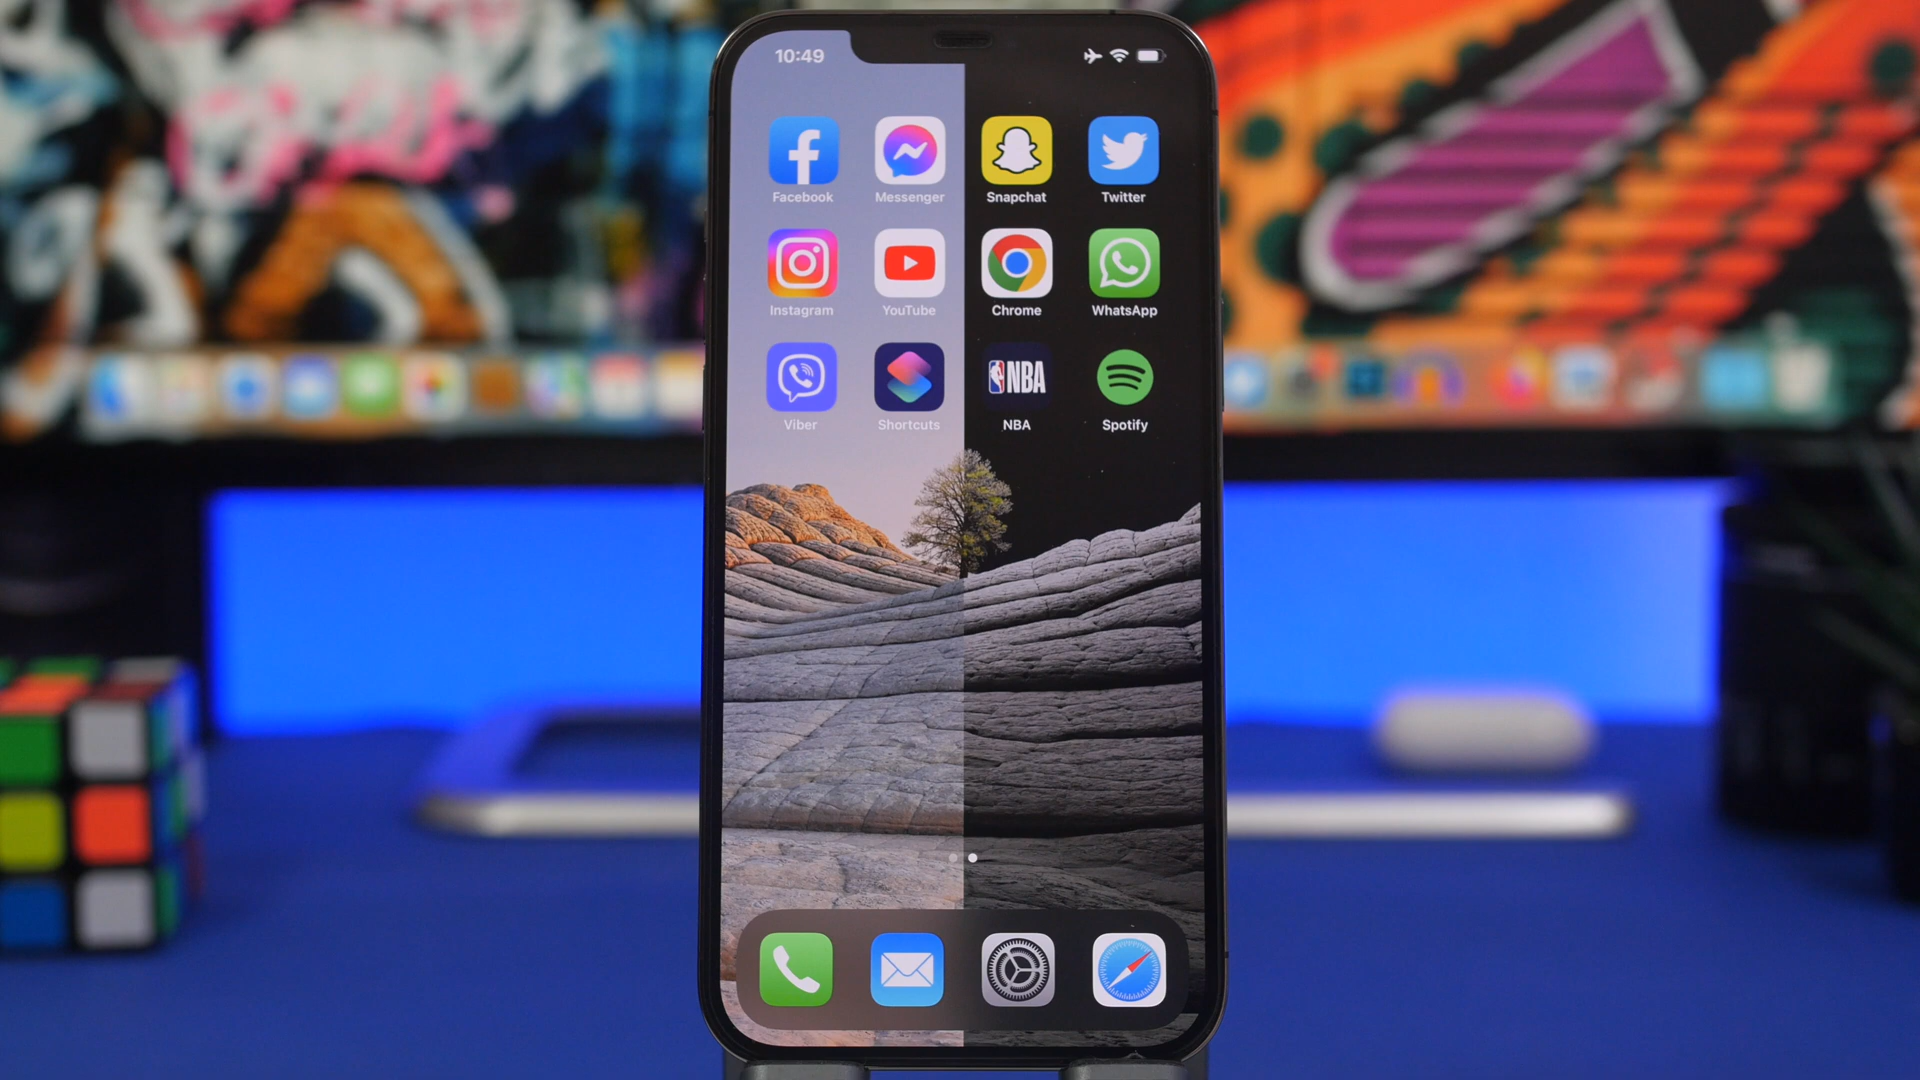 10:49
Facebook Messenger Snapchat Twitter
Instagram YouTube Chrome WhatsApp
NBA
Viber Shortcuts NBA Spotify